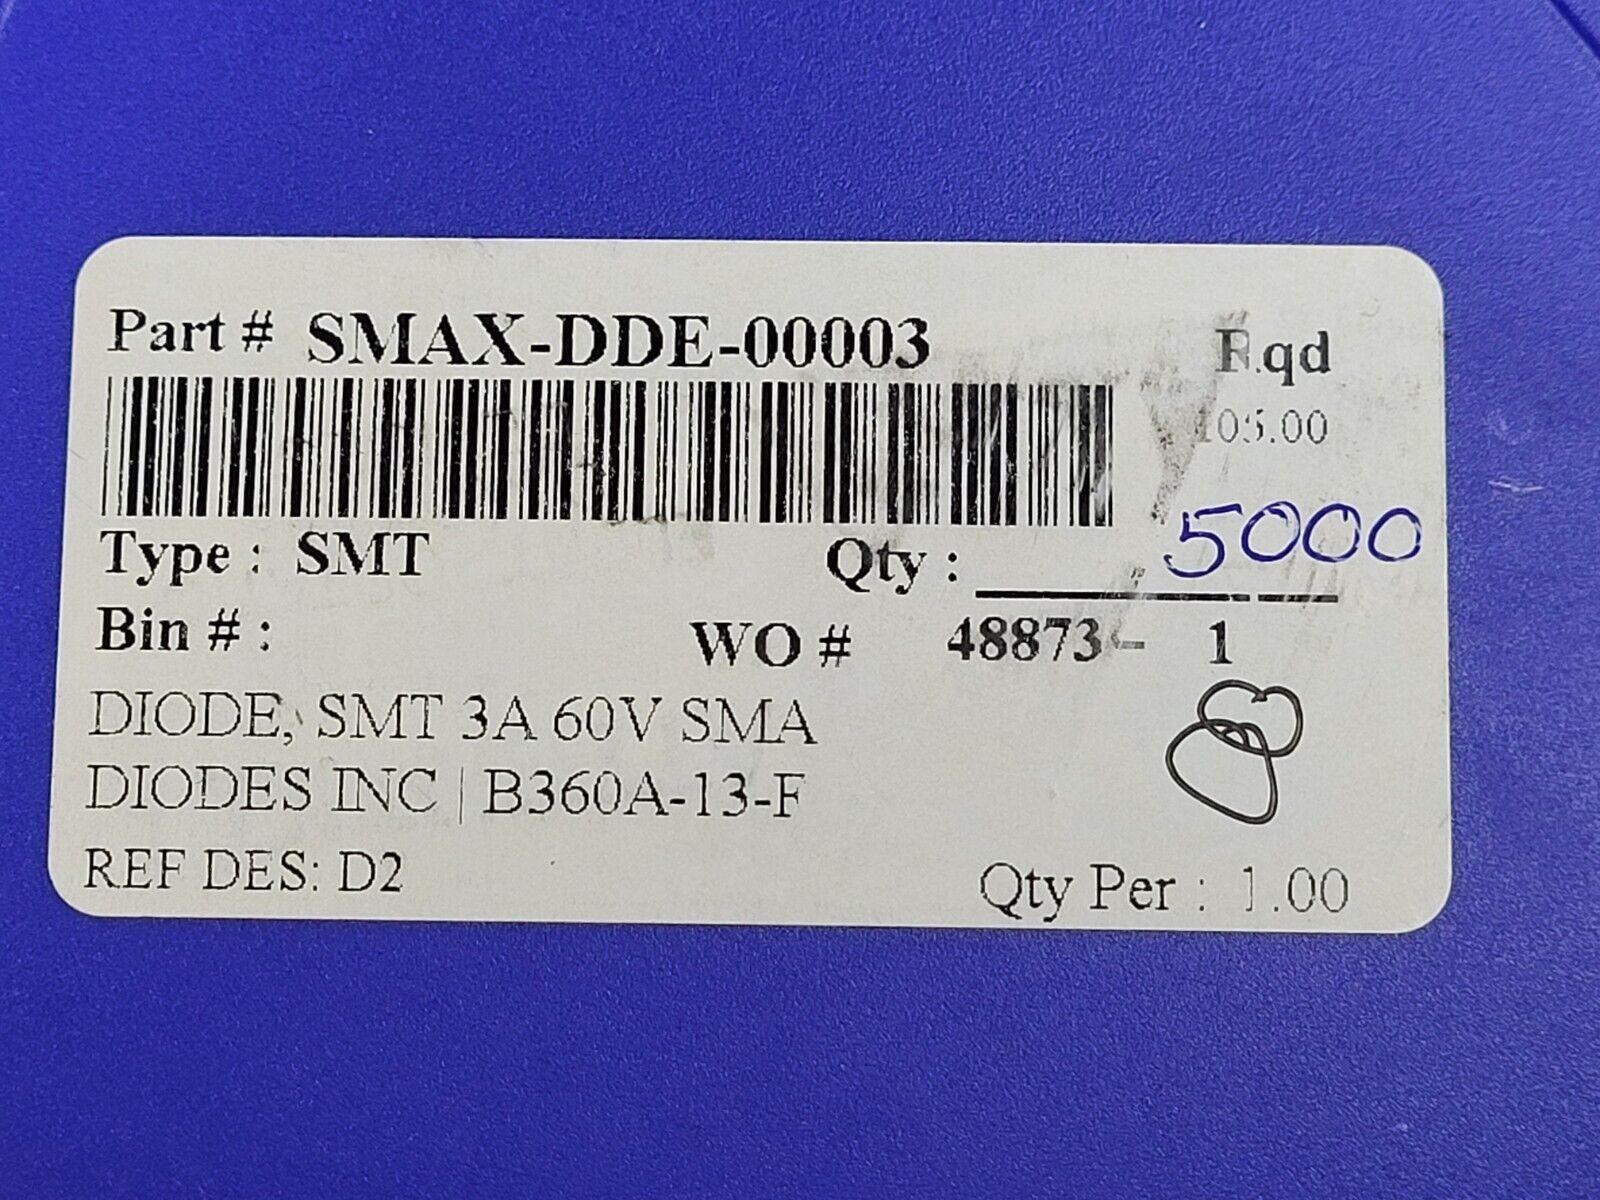 Part # SMAX-DDE-00003 Rqd
105.00
Type : SMT Qty : 5000
Bin # : WO # 48873 - 1
DIODE, SMT 3A 60V SMA
DIODES INC | B360A-13-F
REF DES: D2 Qty Per : 1.00